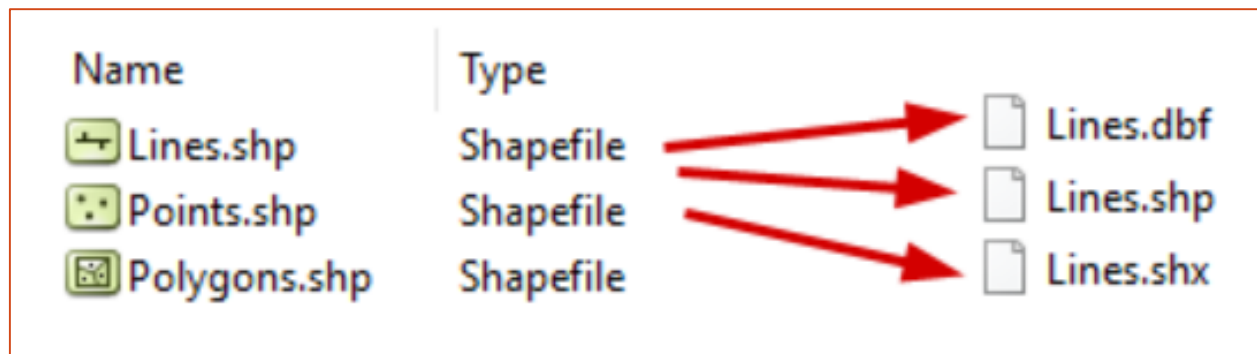 Name Type
Lines.shp Shapefile
Points.shp Shapefile
Polygons.shp Shapefile
Lines.dbf
Lines.shp
Lines.shx